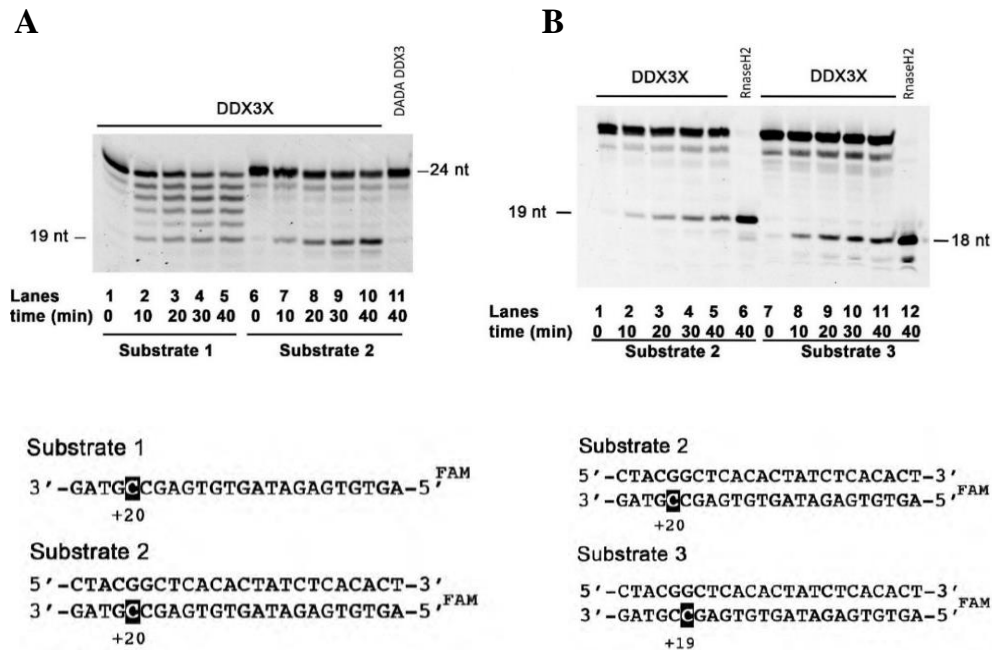 A
DDX3X
DADA DDX3
24 nt
19 nt
Lanes 1 2 3 4 5 6 7 8 9 10 11
time (min) 0 10 20 30 40 0 10 20 30 40 40
Substrate 1 Substrate 2
Substrate 1
3'-GATGCCGAGTGTGATAGAGTGTGA-5' FAM
+20
Substrate 2
5'-CTACGGCTCACACTATCTCACACT-3'
3'-GATGCCGAGTGTGATAGAGTGTGA-5' FAM
+20
B
DDX3X RnaseH2 DDX3X RnaseH2
19 nt
18 nt
Lanes 1 2 3 4 5 6 7 8 9 10 11 12
time (min) 0 10 20 30 40 40 0 10 20 30 40 40
Substrate 2 Substrate 3
Substrate 2
5'-CTACGGCTCACACTATCTCACACT-3'
3'-GATGCCGAGTGTGATAGAGTGTGA-5' FAM
+20
Substrate 3
5'-CTACGGCTCACACTATCTCACACT-3'
3'-GATGCCGAGTGTGATAGAGTGTGA-5' FAM
+19